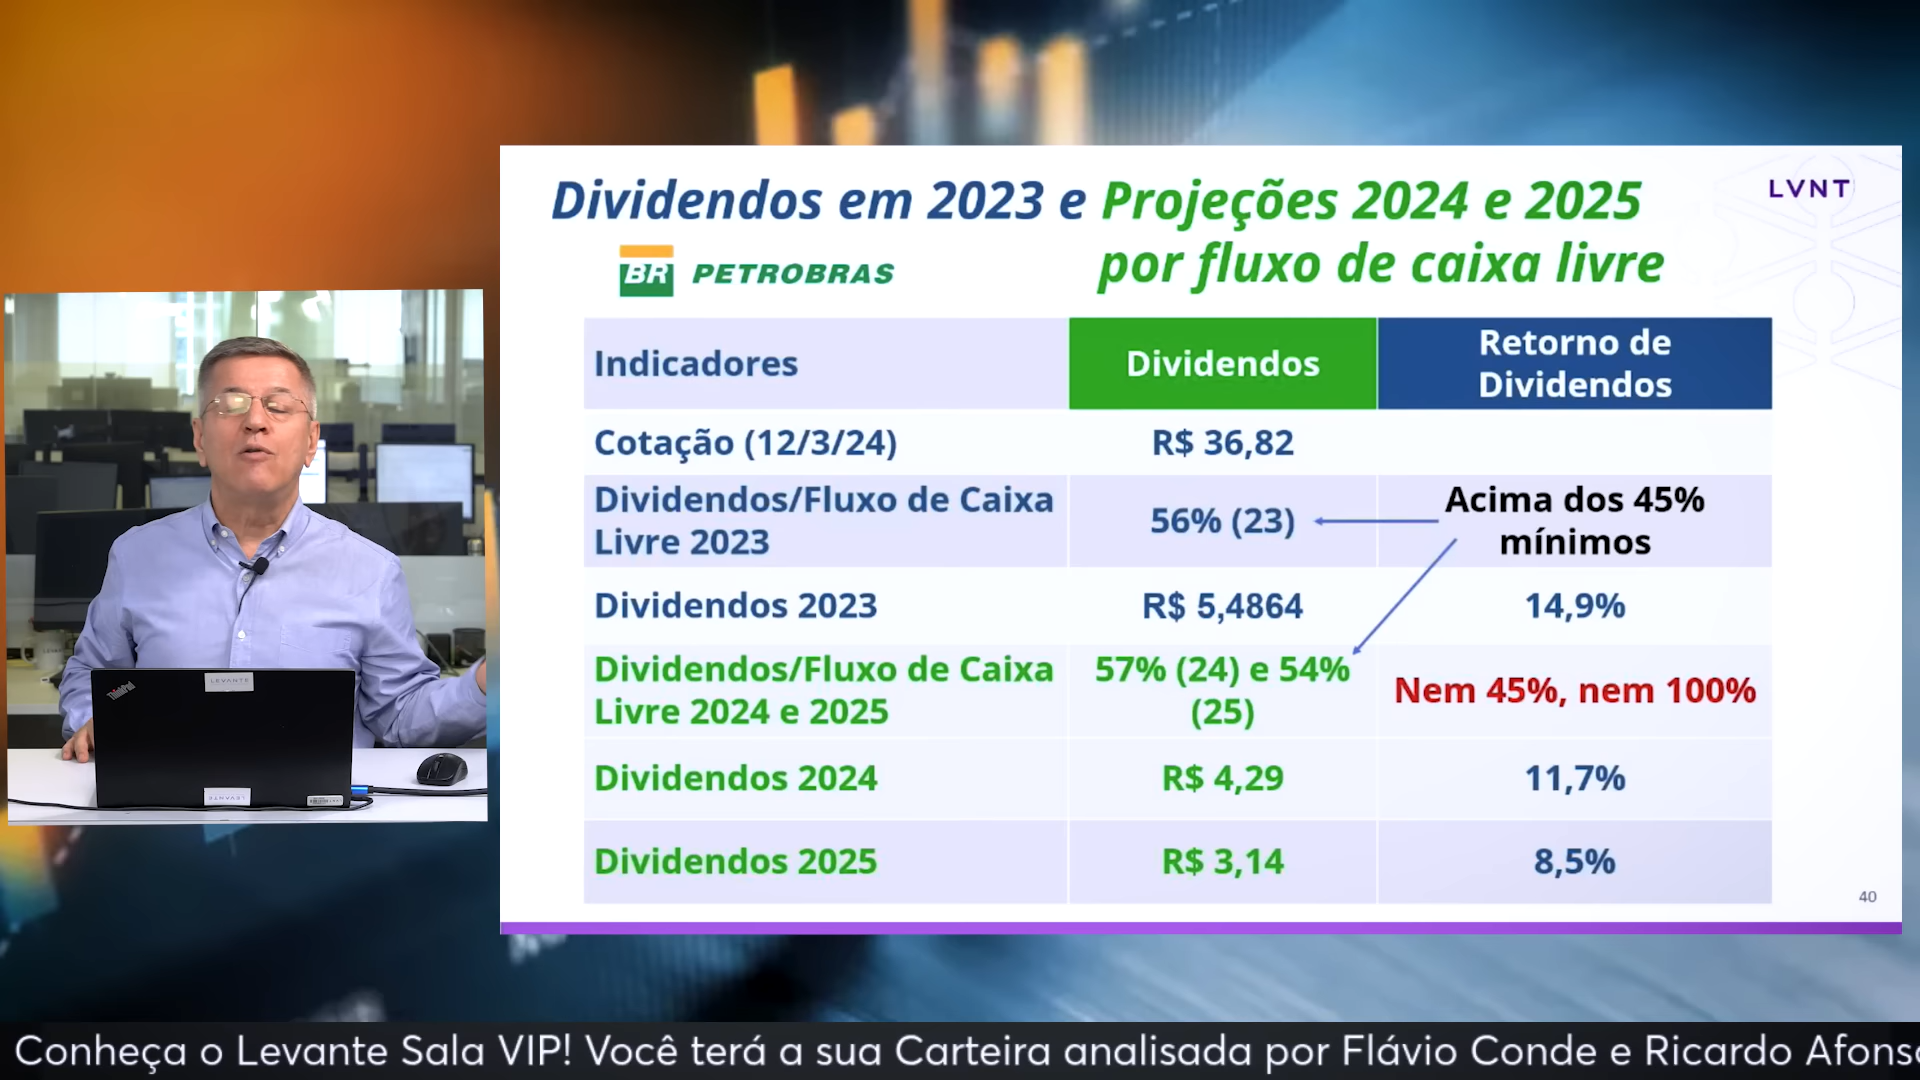 Dividendos em 2023 e Projeções 2024 e 2025
por fluxo de caixa livre
LVNT
BR PETROBRAS
Indicadores
Dividendos
Retorno de
Dividendos
Cotação (12/3/24)
R$ 36,82
Dividendos/Fluxo de Caixa
Livre 2023
56% (23)
Acima dos 45%
mínimos
Dividendos 2023
R$ 5,4864
14,9%
Dividendos/Fluxo de Caixa
Livre 2024 e 2025
57% (24) e 54%
(25)
Nem 45%, nem 100%
Dividendos 2024
R$ 4,29
11,7%
Dividendos 2025
R$ 3,14
8,5%
40
ThinkPad
LEVANTE
LEVANTE
Conheça o Levante Sala VIP! Você terá a sua Carteira analisada por Flávio Conde e Ricardo Afonso